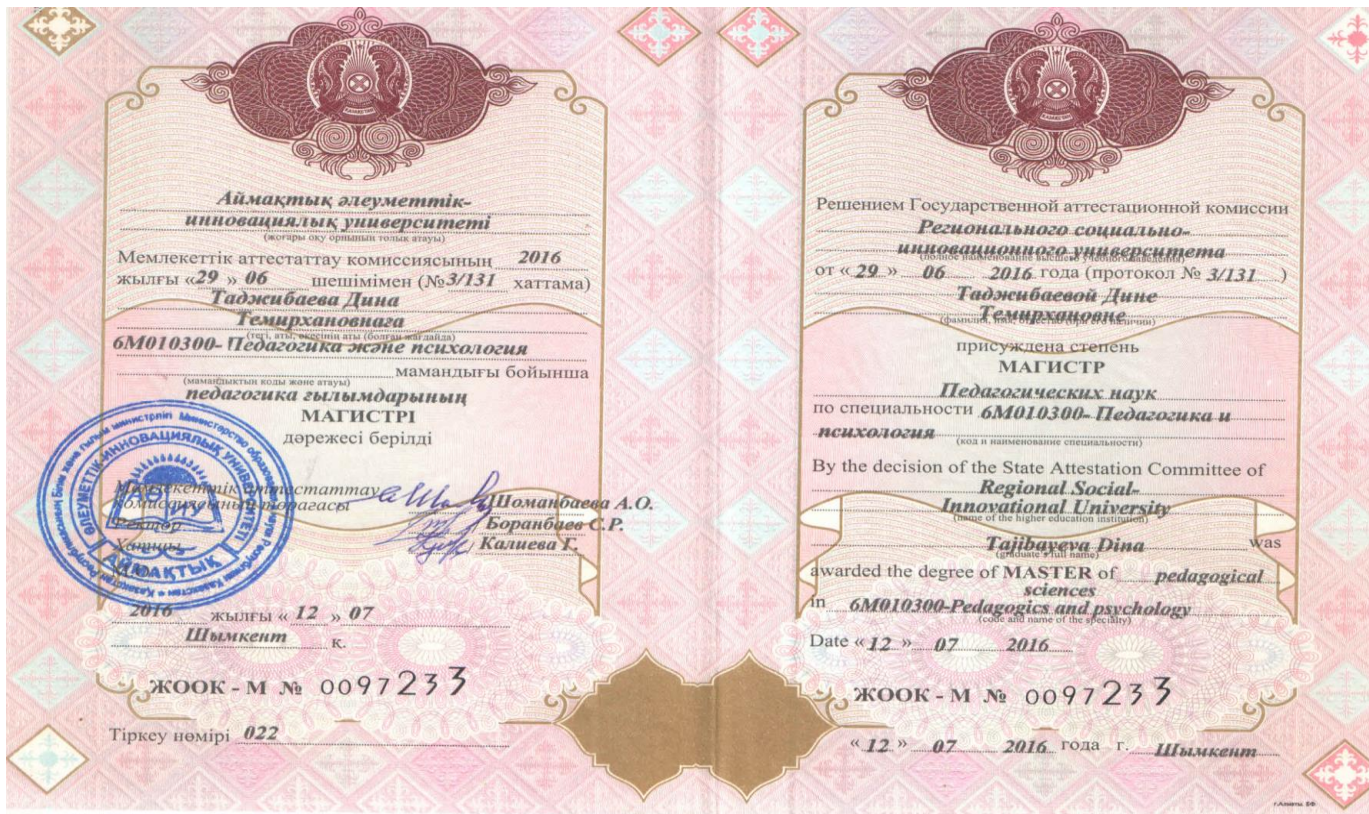 Аймақтық әлеуметтік-
инновациялық университеті
(жоғары оқу орнының толық атауы)
Мемлекеттік аттестаттау комиссиясының 2016
жылғы «29» 06 шешімімен (№3/131 хаттама)
Таджибаева Дина
Темирхановнаға
(тегі, аты, әкесінің аты (болған жағдайда)
6М010300- Педагогика және психология
мамандығы бойынша
(мамандықтың коды және атауы)
педагогика ғылымдарының
МАГИСТРІ
дәрежесі берілді
Мемлекеттік аттестаттау
комиссиясының төрағасы Шоманбаева А.О.
Ректор Боранбаев С.Р.
Хатшы Калиева Г.
АЙМАҚТЫҚ
ӘЛЕУМЕТТІК-ИННОВАЦИЯЛЫҚ УНИВЕРСИТЕТІ
2016 жылғы « 12 » 07
Шымкент қ.
ЖООК - М № 0097233
Тіркеу нөмірі 022
Решением Государственной аттестационной комиссии
Регионального социально-
инновационного университета
(полное наименование высшего учебного заведения)
от « 29 » 06 2016 года (протокол № 3/131 )
Таджибаевой Дине
Темирхановне
(фамилия, имя, отчество (при его наличии)
присуждена степень
МАГИСТР
Педагогических наук
по специальности 6М010300- Педагогика и
психология
(код и наименование специальности)
By the decision of the State Attestation Committee of
Regional Social-
Innovational University
(name of the higher education institution)
Tajibayeva Dina was
(graduate's full name)
awarded the degree of MASTER of pedagogical
sciences
in 6M010300-Pedagogics and psychology
(code and name of the specialty)
Date « 12 » 07 2016
ЖООК - М № 0097233
« 12 » 07 2016 года г. Шымкент